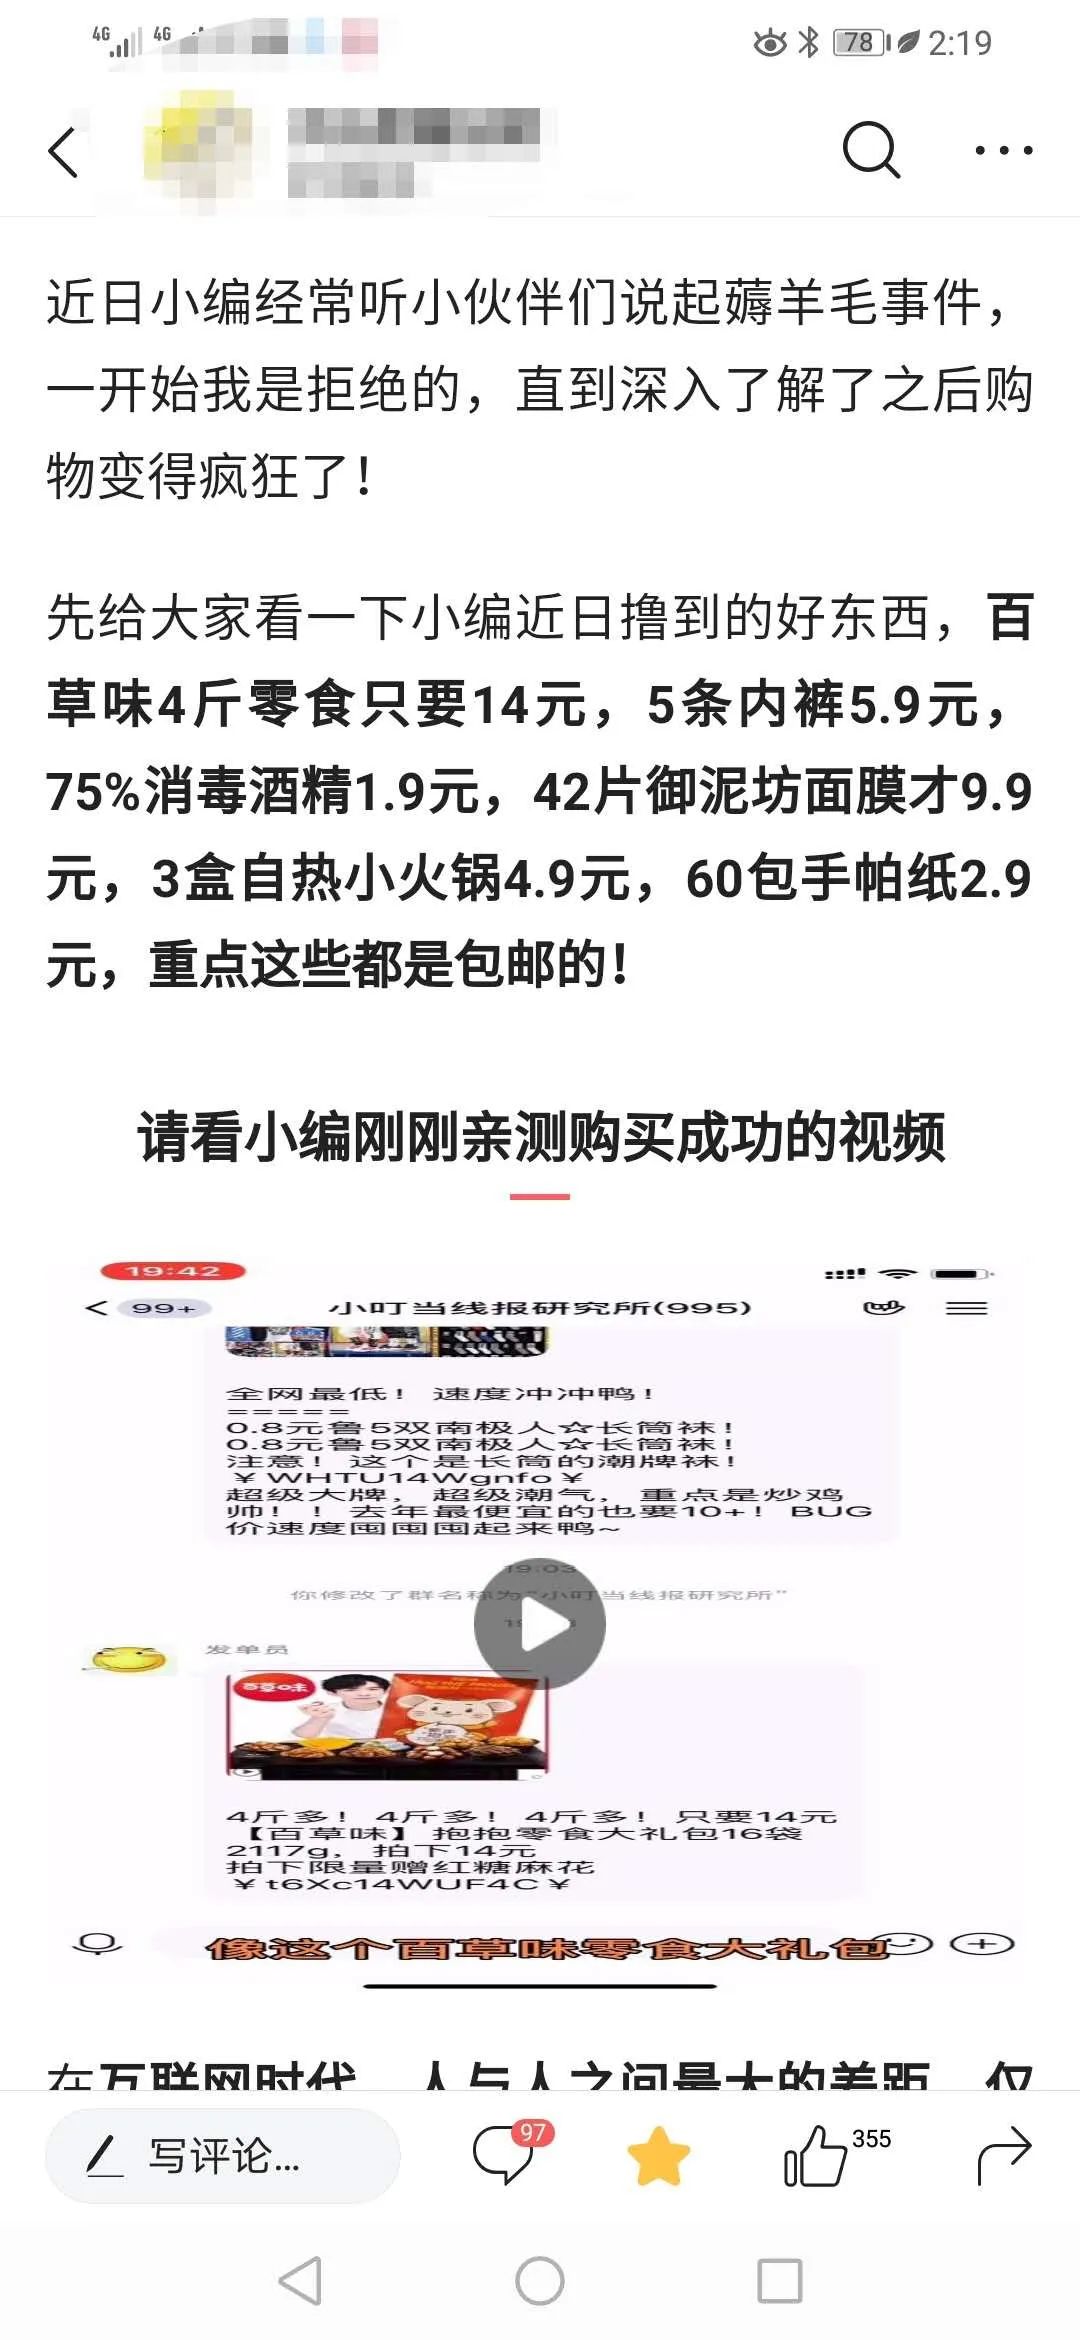 4G 4G 78 2:19
近日小编经常听小伙伴们说起薅羊毛事件，
一开始我是拒绝的，直到深入了解了之后购
物变得疯狂了！
先给大家看一下小编近日撸到的好东西，百
草味4斤零食只要14元，5条内裤5.9元，
75%消毒酒精1.9元，42片御泥坊面膜才9.9
元，3盒自热小火锅4.9元，60包手帕纸2.9
元，重点这些都是包邮的！
请看小编刚刚亲测购买成功的视频
19:42
99+ 小叮当线报研究所(995)
全网最低！ 速度冲冲鸭！
=====
0.8元鲁5双南极人☆长筒袜！
0.8元鲁5双南极人☆长筒袜！
注意！这个是长筒的潮牌袜！
￥WHTU14Wgnfo￥
超级大牌，超级潮气，重点是炒鸡
帅！！去年最便宜的也要10+！BUG
价速度囤囤囤起来鸭~
19:03
你修改了群名称为“小叮当线报研究所”
发单员
百草味
4斤多！4斤多！4斤多！只要14元
【百草味】抱抱零食大礼包16袋
2117g，拍下14元
拍下限量赠红糖麻花
￥t6Xc14WUF4C￥
像这个百草味零食大礼包
在互联网时代，人与人之间最大的差距，仅
写评论... 97 355